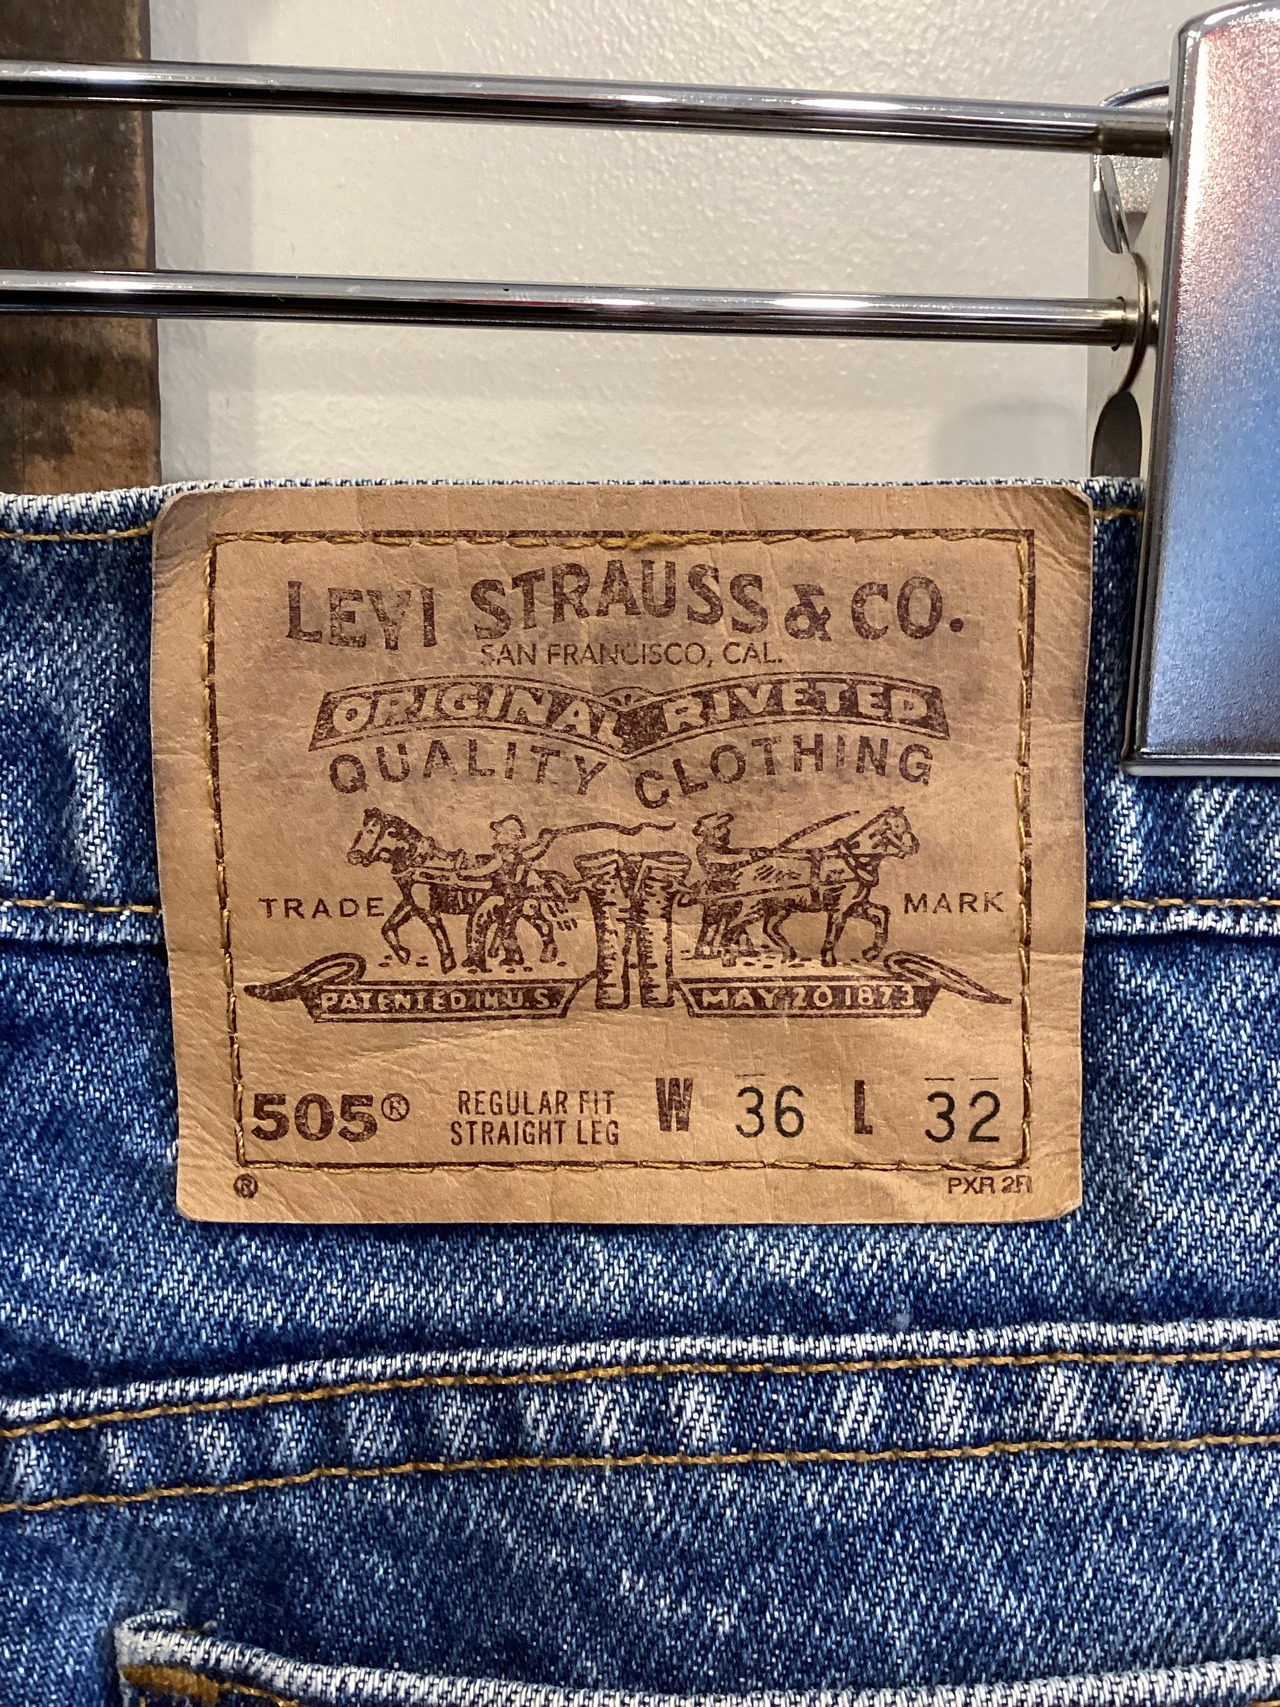 LEVI STRAUSS & CO.
SAN FRANCISCO, CAL.
ORIGINAL RIVETED
QUALITY CLOTHING
TRADE MARK
PATENTED IN U.S. MAY 20 1873
505® REGULAR FIT W 36 L 32
STRAIGHT LEG
® PXR 2R